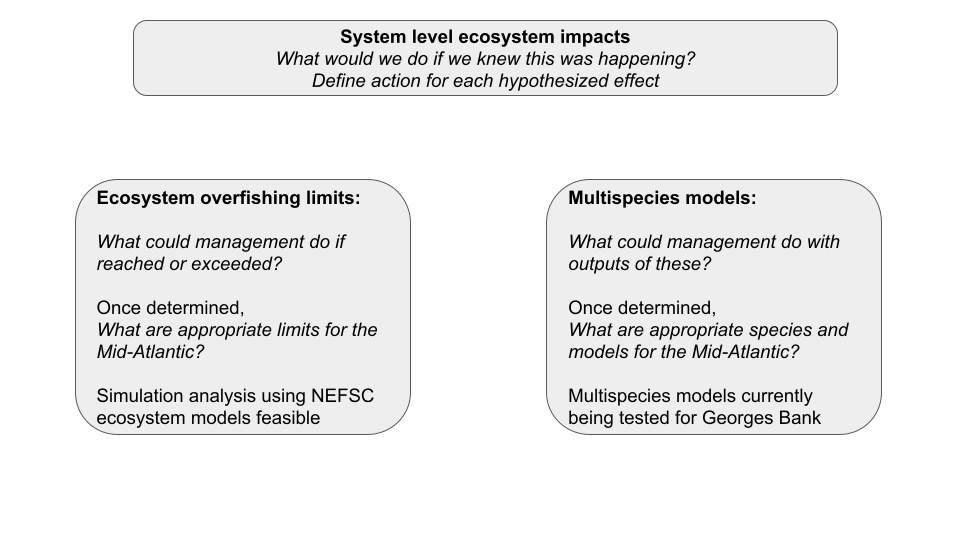 System level ecosystem impacts
What would we do if we knew this was happening?
Define action for each hypothesized effect
Ecosystem overfishing limits:
What could management do if
reached or exceeded?
Once determined,
What are appropriate limits for the
Mid-Atlantic?
Simulation analysis using NEFSC
ecosystem models feasible
Multispecies models:
What could management do with
outputs of these?
Once determined,
What are appropriate species and
models for the Mid-Atlantic?
Multispecies models currently
being tested for Georges Bank